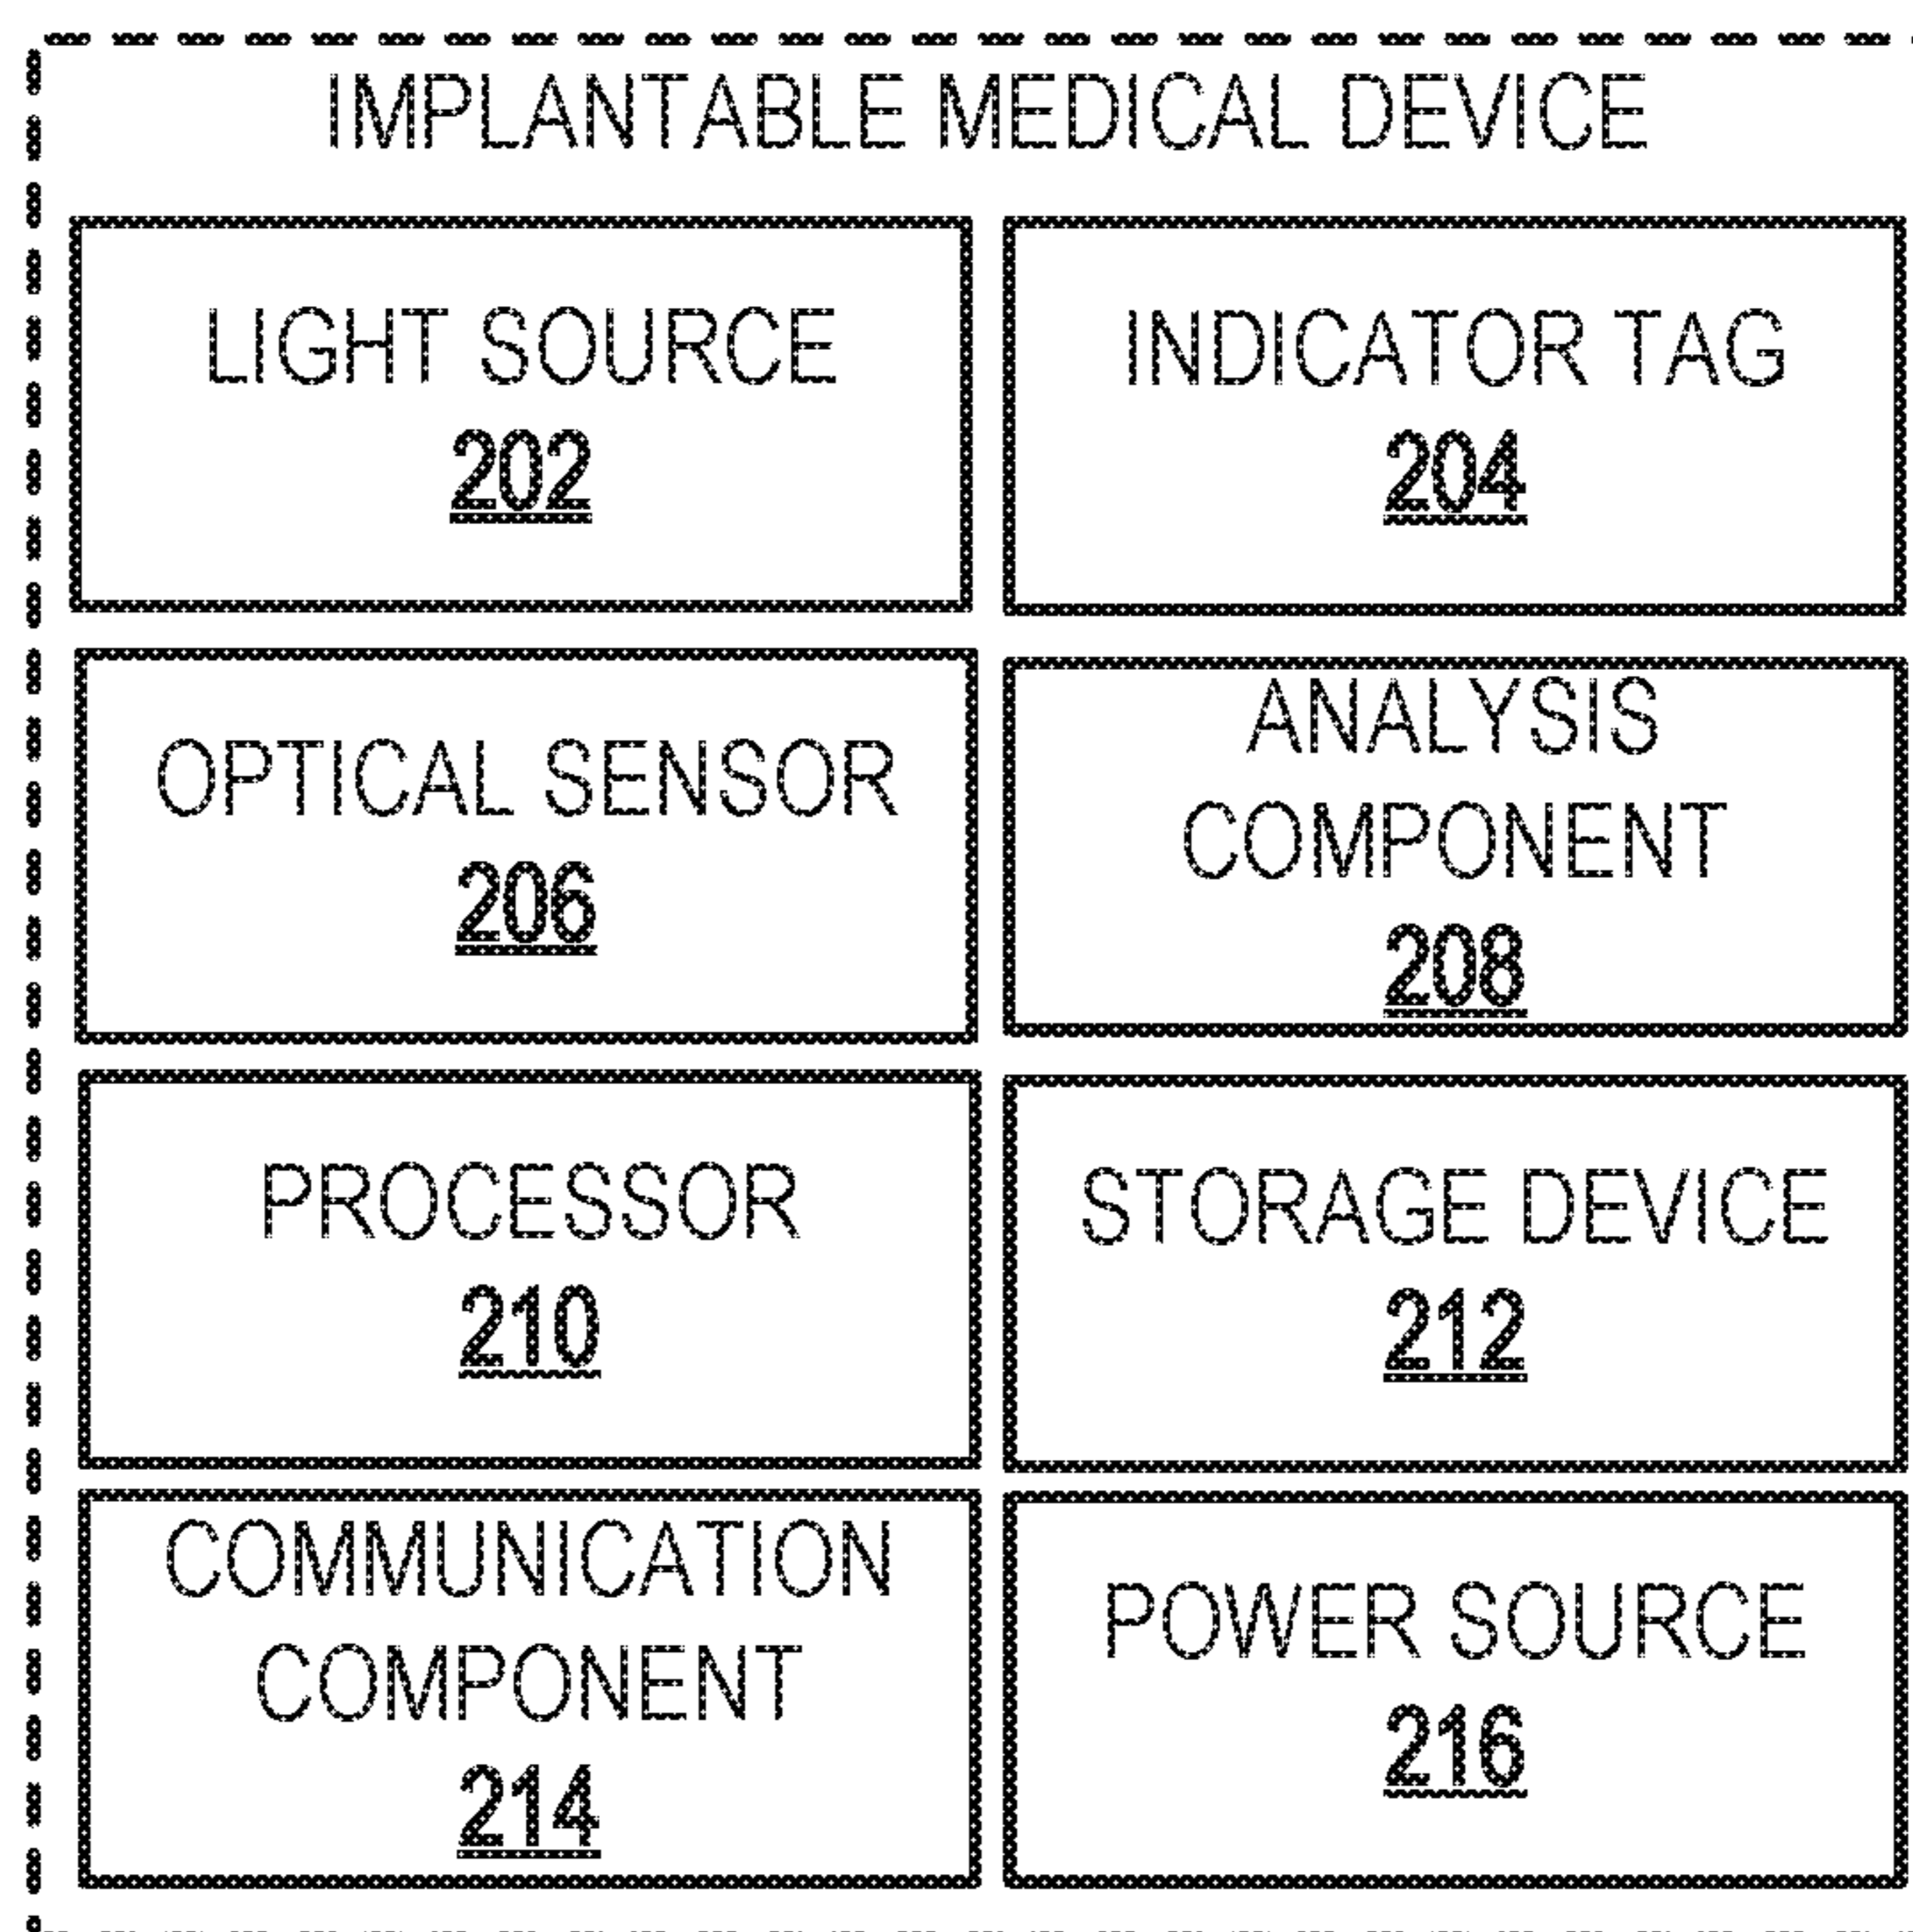 IMPLANTABLE MEDICAL DEVICE
LIGHT SOURCE
202
INDICATOR TAG
204
OPTICAL SENSOR
206
ANALYSIS
COMPONENT
208
PROCESSOR
210
STORAGE DEVICE
212
COMMUNICATION
COMPONENT
214
POWER SOURCE
216